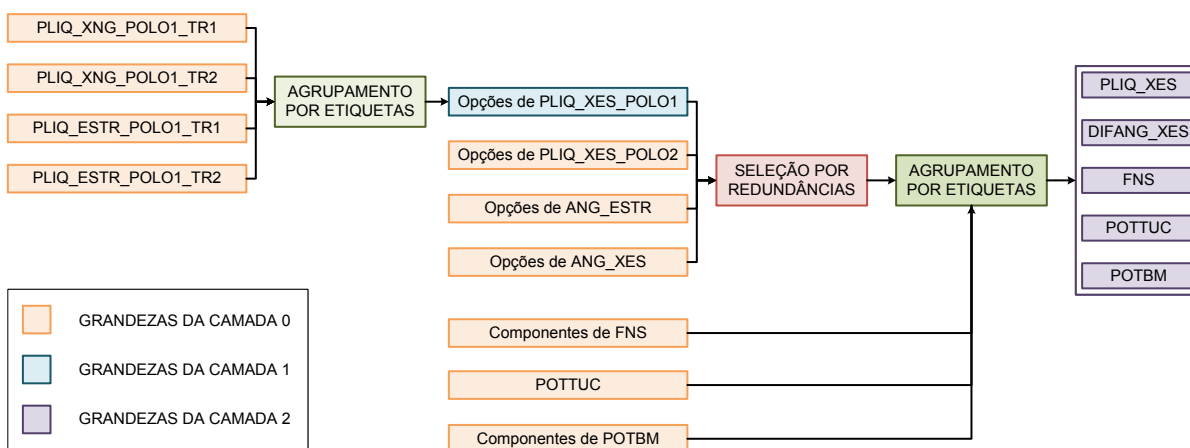 PLIQ_XNG_POLO1_TR1
PLIQ_XNG_POLO1_TR2
PLIQ_ESTR_POLO1_TR1
PLIQ_ESTR_POLO1_TR2
AGRUPAMENTO
POR ETIQUETAS
Opções de PLIQ_XES_POLO1
Opções de PLIQ_XES_POLO2
Opções de ANG_ESTR
Opções de ANG_XES
Componentes de FNS
POTTUC
Componentes de POTBM
SELEÇÃO POR
REDUNDÂNCIAS
AGRUPAMENTO
POR ETIQUETAS
PLIQ_XES
DIFANG_XES
FNS
POTTUC
POTBM
GRANDEZAS DA CAMADA 0
GRANDEZAS DA CAMADA 1
GRANDEZAS DA CAMADA 2